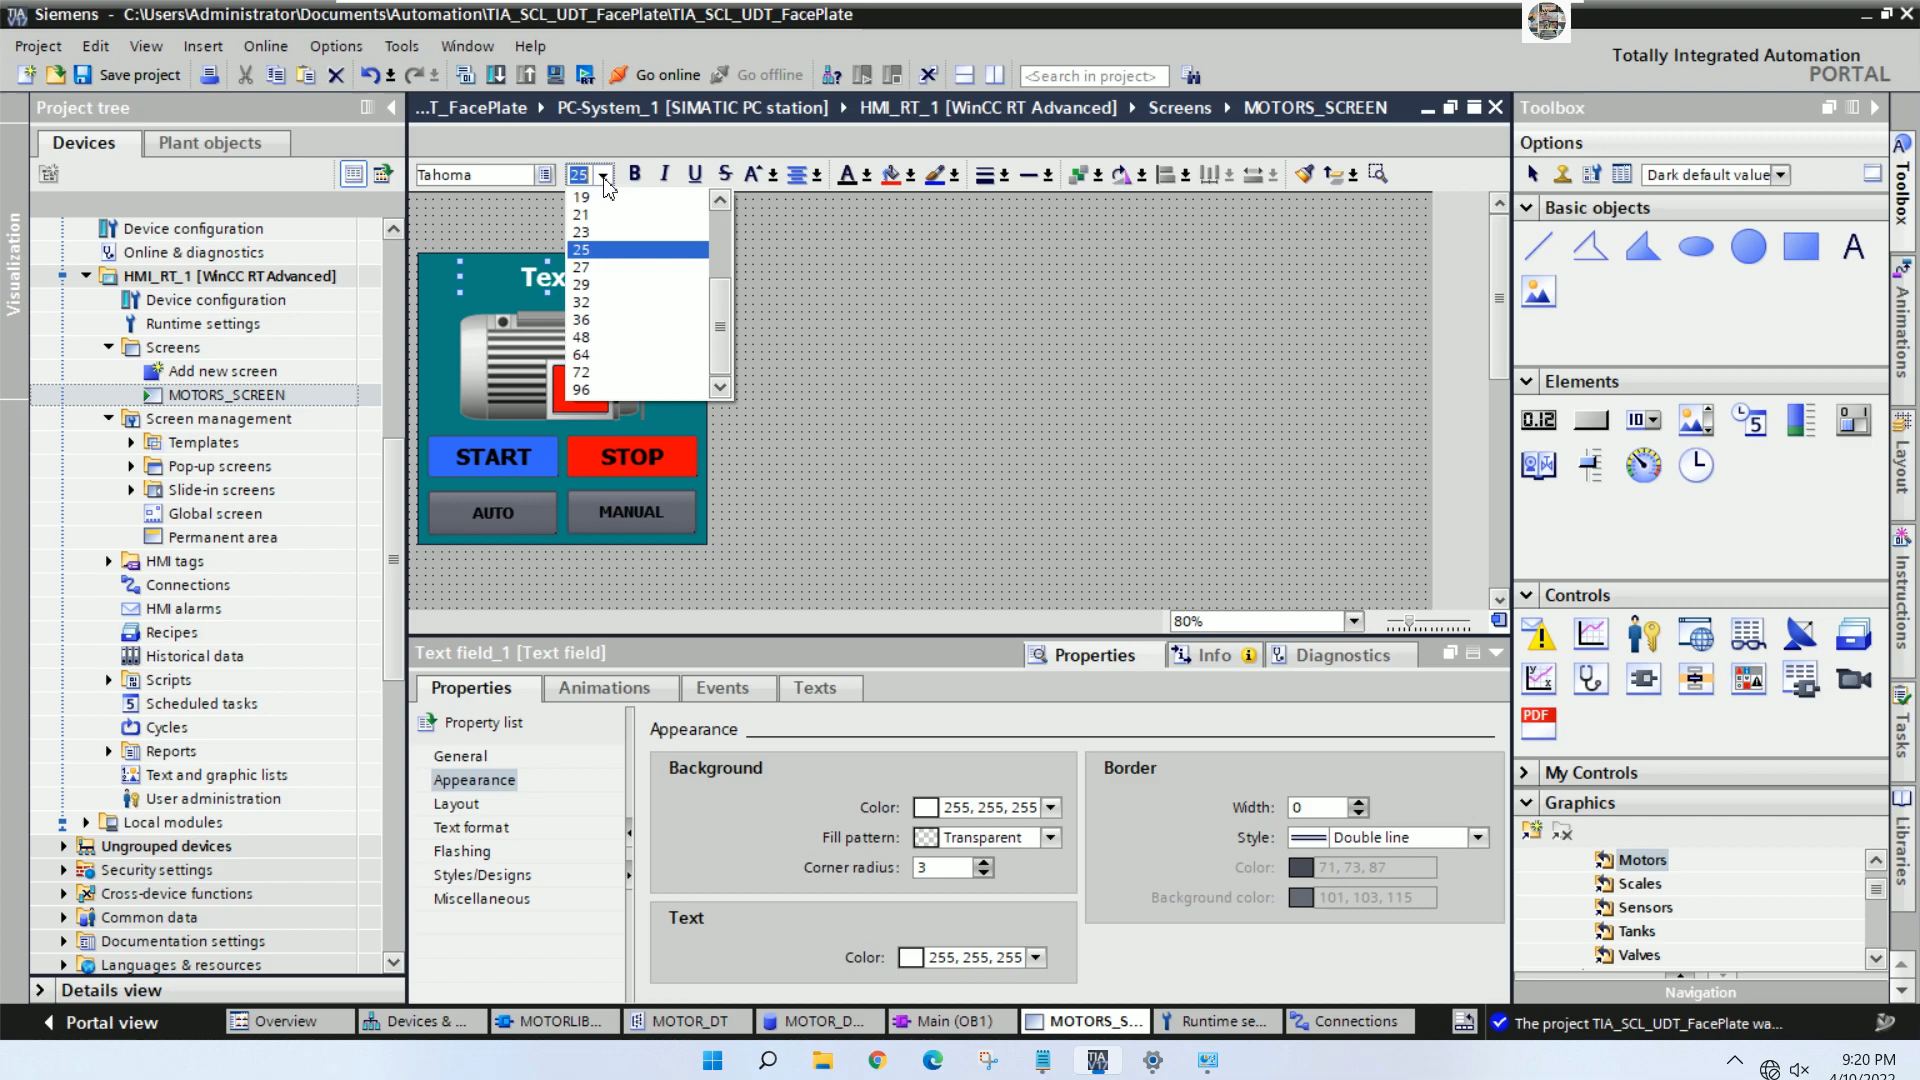 Siemens - C:\Users\Administrator\Documents\Automation\TIA_SCL_UDT_FacePlate\TIA_SCL_UDT_FacePlate
Project Edit View Insert Online Options Tools Window Help
Totally Integrated Automation
PORTAL
Save project
Go online
Go offline
<Search in project>
Project tree
...T_FacePlate PC-System_1 [SIMATIC PC station] HMI_RT_1 [WinCC RT Advanced] Screens MOTORS_SCREEN
Toolbox
Devices
Plant objects
Options
Tahoma
25
B I U S A A
Dark default value
Visualization
19
21
23
25
27
29
32
36
48
64
72
96
Tex
START
STOP
AUTO
MANUAL
80%
Device configuration
Online & diagnostics
HMI_RT_1 [WinCC RT Advanced]
Device configuration
Runtime settings
Screens
Add new screen
MOTORS_SCREEN
Screen management
Templates
Pop-up screens
Slide-in screens
Global screen
Permanent area
HMI tags
Connections
HMI alarms
Recipes
Historical data
Scripts
Scheduled tasks
Cycles
Reports
Text and graphic lists
User administration
Local modules
Ungrouped devices
Security settings
Cross-device functions
Common data
Documentation settings
Languages & resources
Details view
Text field_1 [Text field]
Properties
Info
Diagnostics
Properties
Animations
Events
Texts
Property list
General
Appearance
Layout
Text format
Flashing
Styles/Designs
Miscellaneous
Appearance
Background
Color: 255, 255, 255
Fill pattern: Transparent
Corner radius: 3
Text
Color: 255, 255, 255
Border
Width: 0
Style: Double line
Color: 71, 73, 87
Background color: 101, 103, 115
Basic objects
A
Elements
0.12
10
5
0 1
Controls
PDF
My Controls
Graphics
Motors
Scales
Sensors
Tanks
Valves
Navigation
Toolbox
Animations
Layout
Instructions
Tasks
Libraries
Portal view
Overview
Devices & ...
MOTORLIB...
MOTOR_DT
MOTOR_D...
Main (OB1)
MOTORS_S...
Runtime se...
Connections
The project TIA_SCL_UDT_FacePlate wa...
9:20 PM
4/10/2022